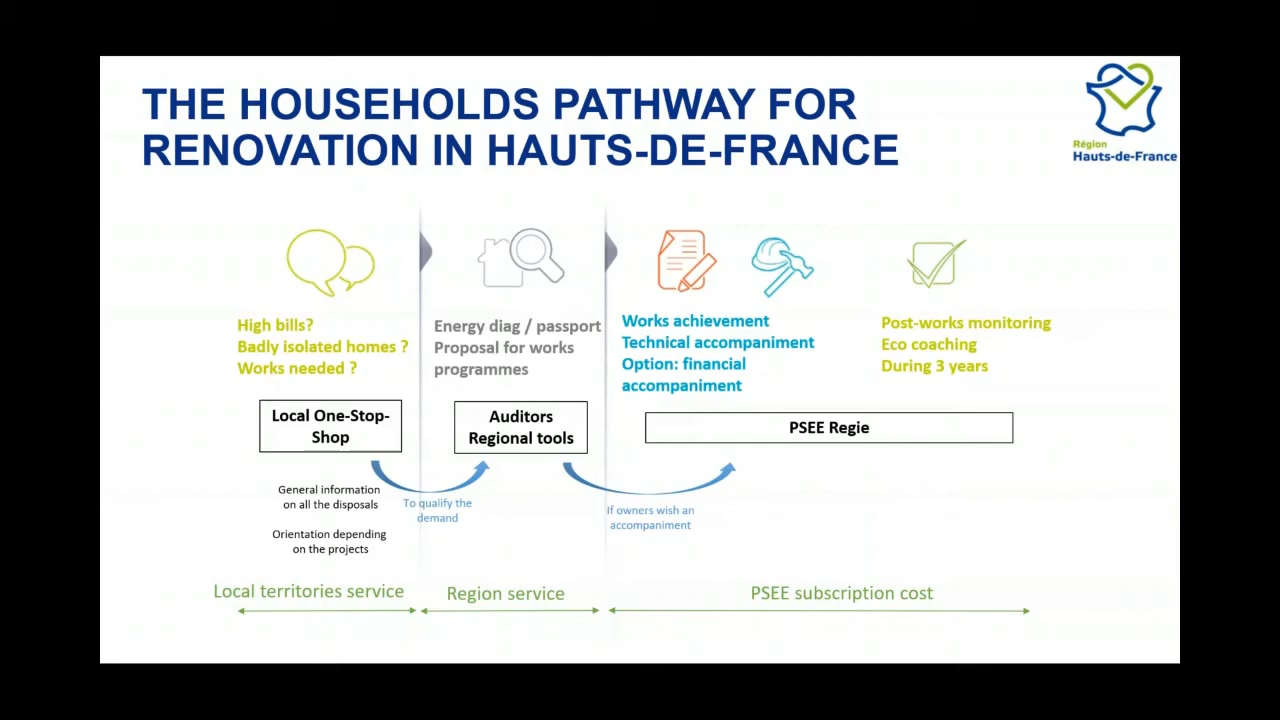 THE HOUSEHOLDS PATHWAY FOR
RENOVATION IN HAUTS-DE-FRANCE
Région
Hauts-de-France
High bills?
Badly isolated homes ?
Works needed ?
Energy diag / passport
Proposal for works
programmes
Works achievement
Technical accompaniment
Option: financial
accompaniment
Post-works monitoring
Eco coaching
During 3 years
Local One-Stop-
Shop
Auditors
Regional tools
PSEE Regie
General information
on all the disposals
Orientation depending
on the projects
To qualify the
demand
If owners wish an
accompaniment
Local territories service
Region service
PSEE subscription cost